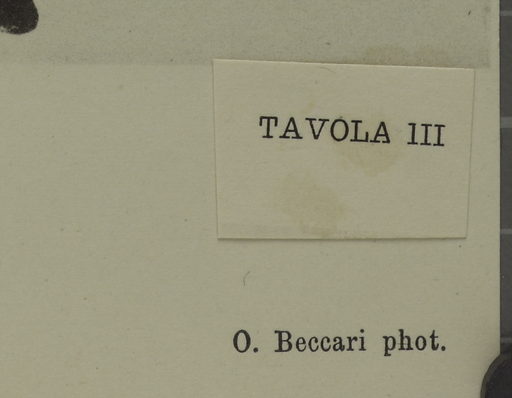 TAVOLA III
O. Beccari phot.